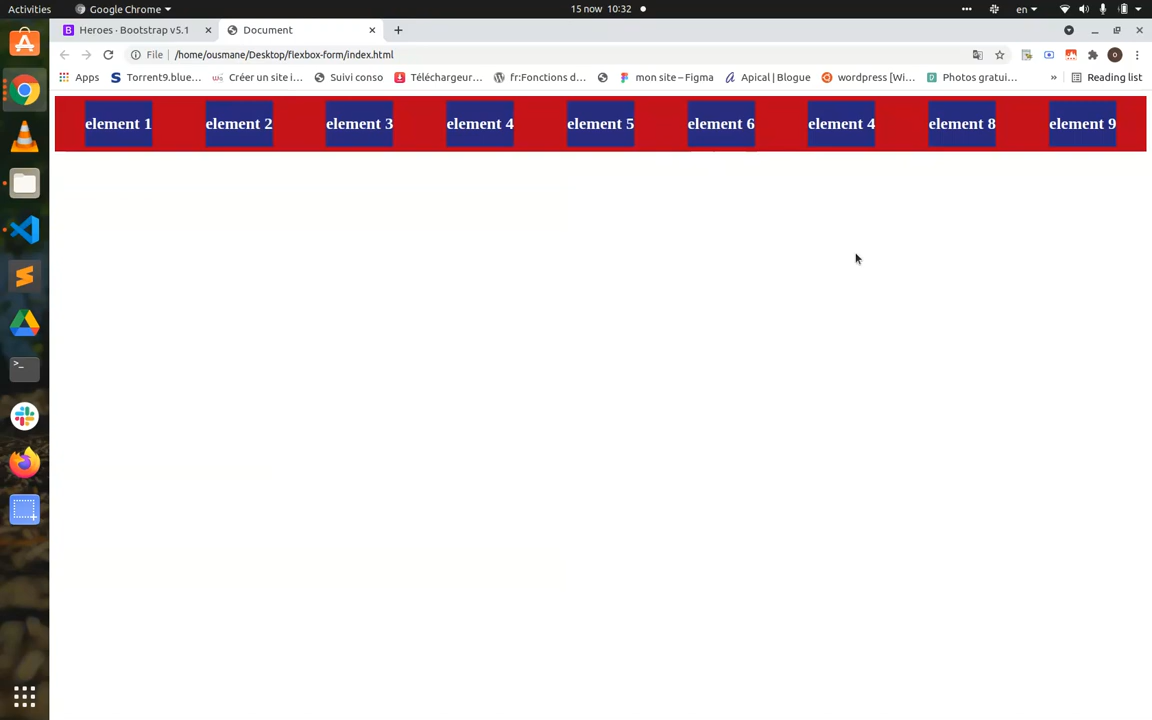 Activities Google Chrome 15 now 10:32 en
Heroes · Bootstrap v5.1 Document
File /home/ousmane/Desktop/flexbox-form/index.html O
Apps Torrent9.blue... Créer un site i... Suivi conso Téléchargeur... fr:Fonctions d... mon site – Figma Apical | Blogue wordpress [Wi... Photos gratui... » Reading list
element 1 element 2 element 3 element 4 element 5 element 6 element 4 element 8 element 9